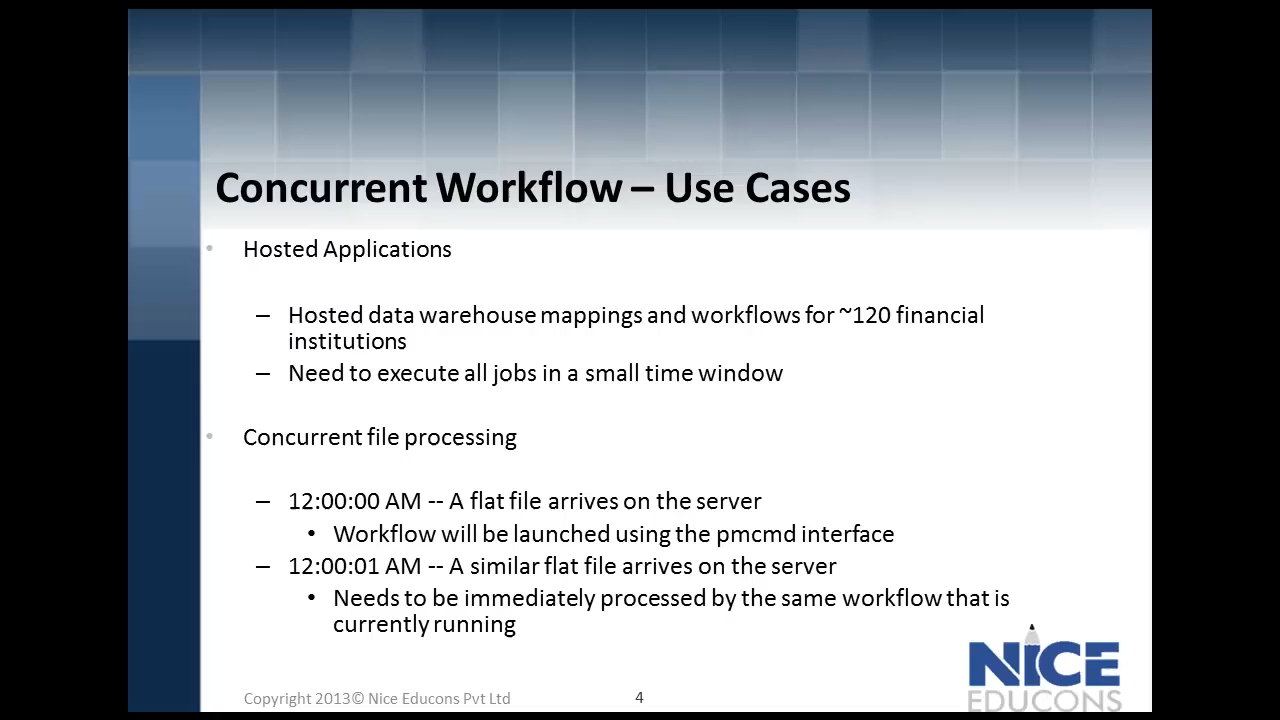 Concurrent Workflow – Use Cases
• Hosted Applications
– Hosted data warehouse mappings and workflows for ~120 financial
institutions
– Need to execute all jobs in a small time window
• Concurrent file processing
– 12:00:00 AM -- A flat file arrives on the server
• Workflow will be launched using the pmcmd interface
– 12:00:01 AM -- A similar flat file arrives on the server
• Needs to be immediately processed by the same workflow that is
currently running
NICE
EDUCONS
Copyright 2013© Nice Educons Pvt Ltd
4